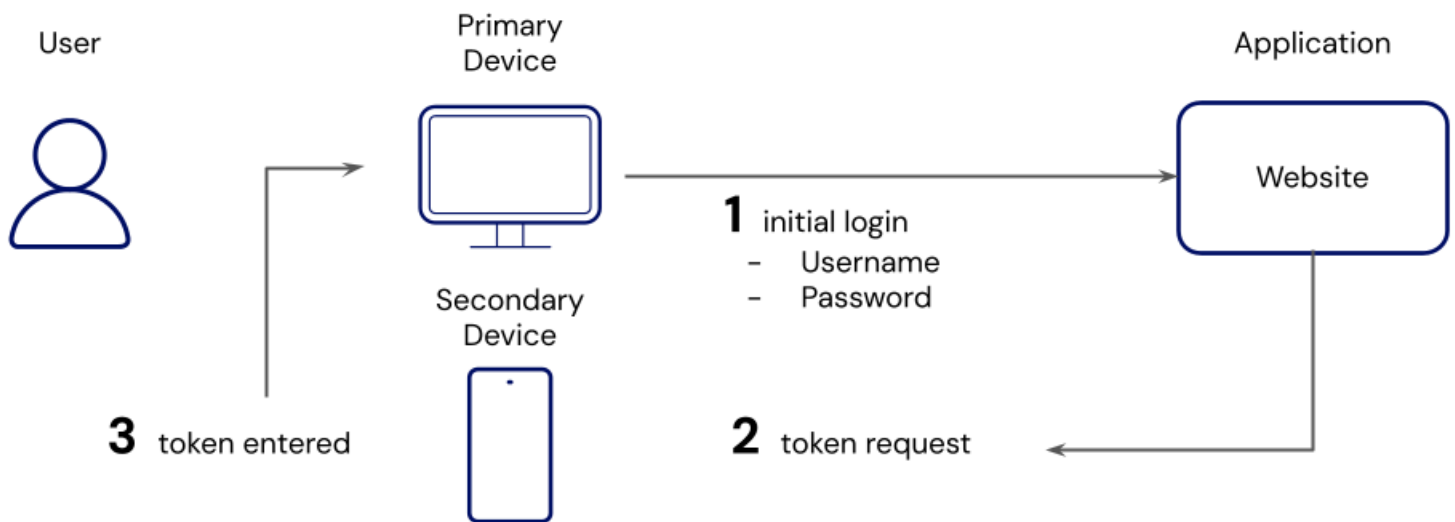 User
Primary
Device
Application
Website
1 initial login
- Username
- Password
Secondary
Device
3 token entered
2 token request